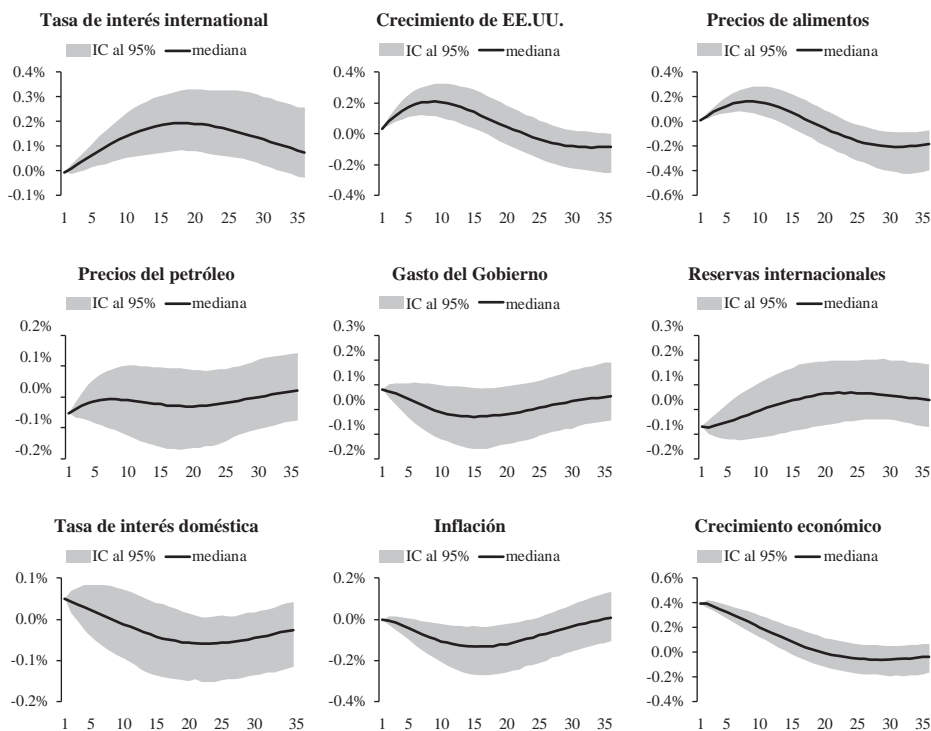 Tasa de interés international
IC al 95% mediana
0.4%
0.3%
0.2%
0.1%
0.0%
-0.1%
1 5 10 15 20 25 30 35
Crecimiento de EE.UU.
IC al 95% mediana
0.4%
0.2%
0.0%
-0.2%
-0.4%
1 5 10 15 20 25 30 35
Precios de alimentos
IC al 95% mediana
0.4%
0.2%
0.0%
-0.2%
-0.4%
-0.6%
1 5 10 15 20 25 30 35
Precios del petróleo
IC al 95% mediana
0.2%
0.1%
0.0%
-0.1%
-0.2%
1 5 10 15 20 25 30 35
Gasto del Gobierno
IC al 95% mediana
0.3%
0.2%
0.1%
0.0%
-0.1%
-0.2%
1 5 10 15 20 25 30 35
Reservas internacionales
IC al 95% mediana
0.3%
0.2%
0.1%
0.0%
-0.1%
-0.2%
1 5 10 15 20 25 30 35
Tasa de interés doméstica
IC al 95% mediana
0.1%
0.0%
-0.1%
-0.2%
1 5 10 15 20 25 30 35
Inflación
IC al 95% mediana
0.2%
0.0%
-0.2%
-0.4%
1 5 10 15 20 25 30 35
Crecimiento económico
IC al 95% mediana
0.6%
0.4%
0.2%
0.0%
-0.2%
-0.4%
1 5 10 15 20 25 30 35